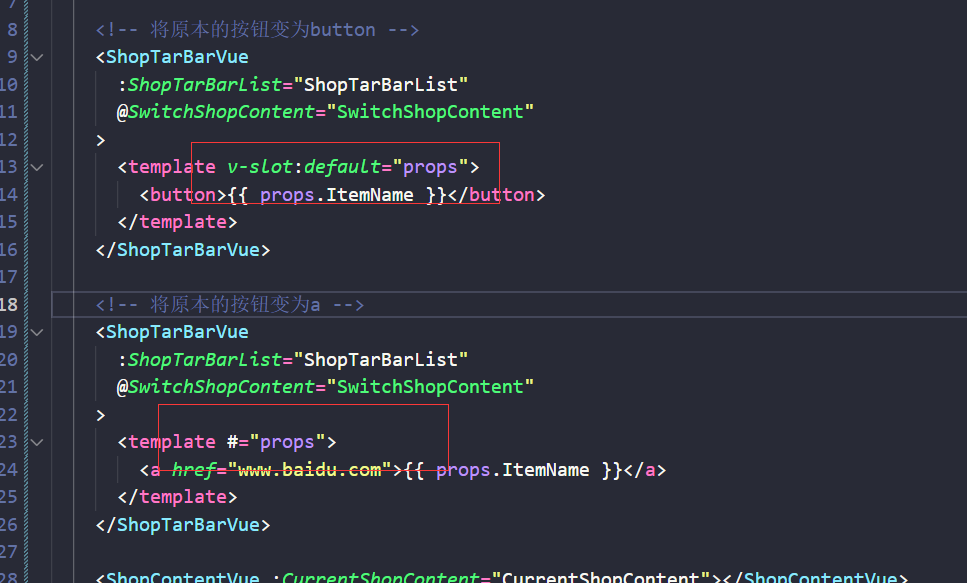 7
8 <!-- 将原本的按钮变为button -->
9 <ShopTarBarVue
10 :ShopTarBarList="ShopTarBarList"
11 @SwitchShopContent="SwitchShopContent"
12 >
13 <template v-slot:default="props">
14 <button>{{ props.ItemName }}</button>
15 </template>
16 </ShopTarBarVue>
17
18 <!-- 将原本的按钮变为a -->
19 <ShopTarBarVue
20 :ShopTarBarList="ShopTarBarList"
21 @SwitchShopContent="SwitchShopContent"
22 >
23 <template #="props">
24 <a href="www.baidu.com">{{ props.ItemName }}</a>
25 </template>
26 </ShopTarBarVue>
27
28 <ShopContentVue :CurrentShopContent="CurrentShopContent"></ShopContentVue>